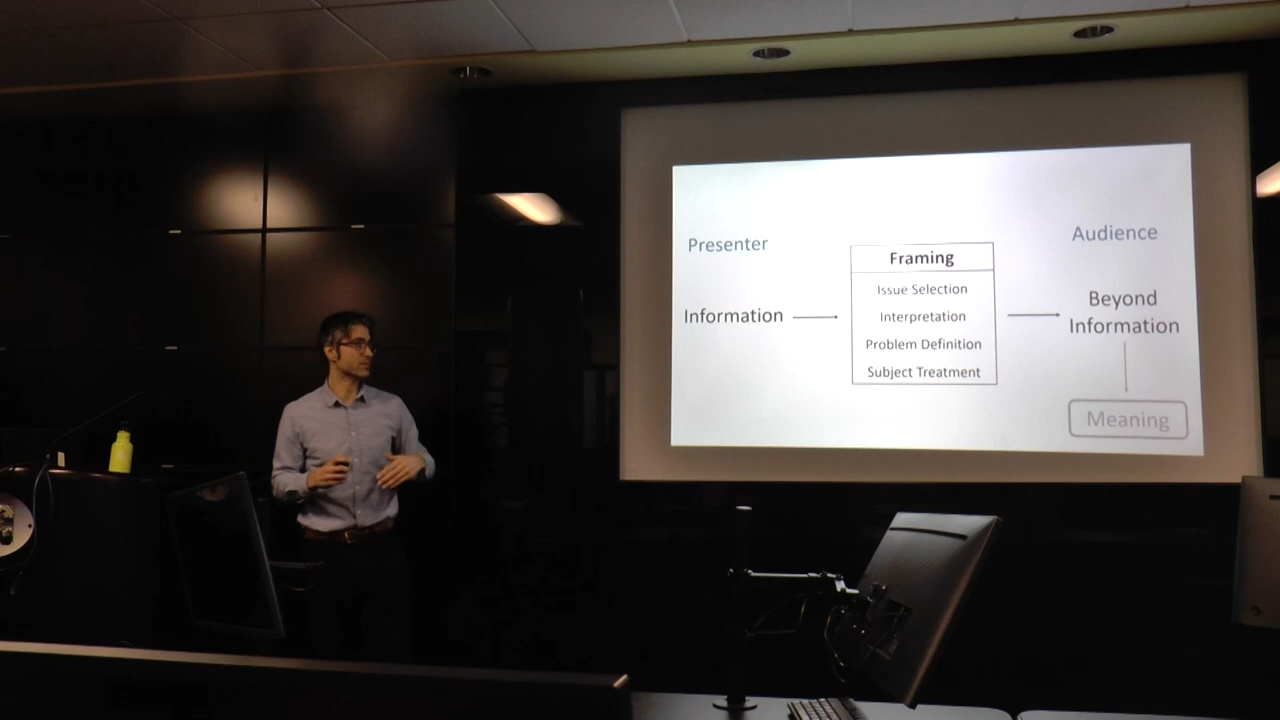 Presenter
Audience
Information
Framing
Issue Selection
Interpretation
Problem Definition
Subject Treatment
Beyond
Information
Meaning